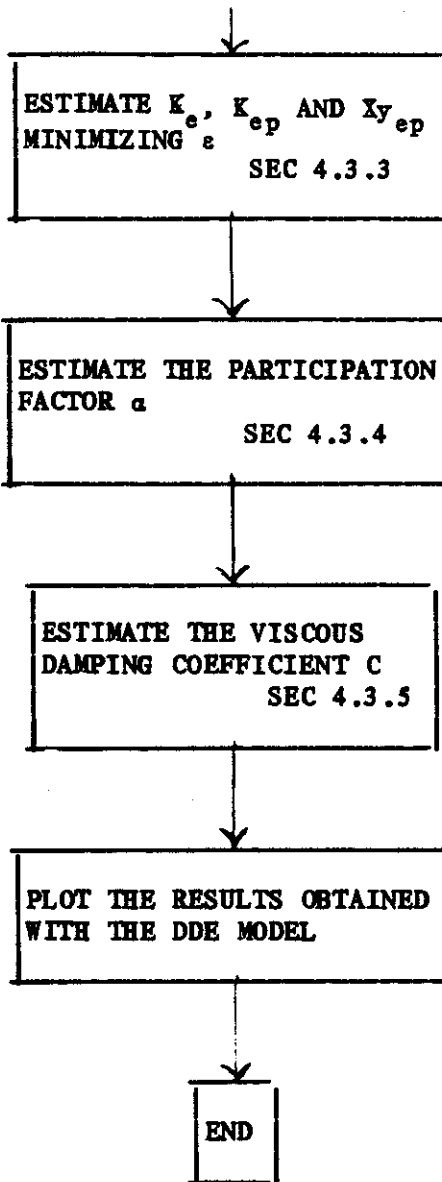 ESTIMATE K_e, K_ep AND Xy_ep
MINIMIZING ε
SEC 4.3.3
ESTIMATE THE PARTICIPATION
FACTOR α
SEC 4.3.4
ESTIMATE THE VISCOUS
DAMPING COEFFICIENT C
SEC 4.3.5
PLOT THE RESULTS OBTAINED
WITH THE DDE MODEL
END